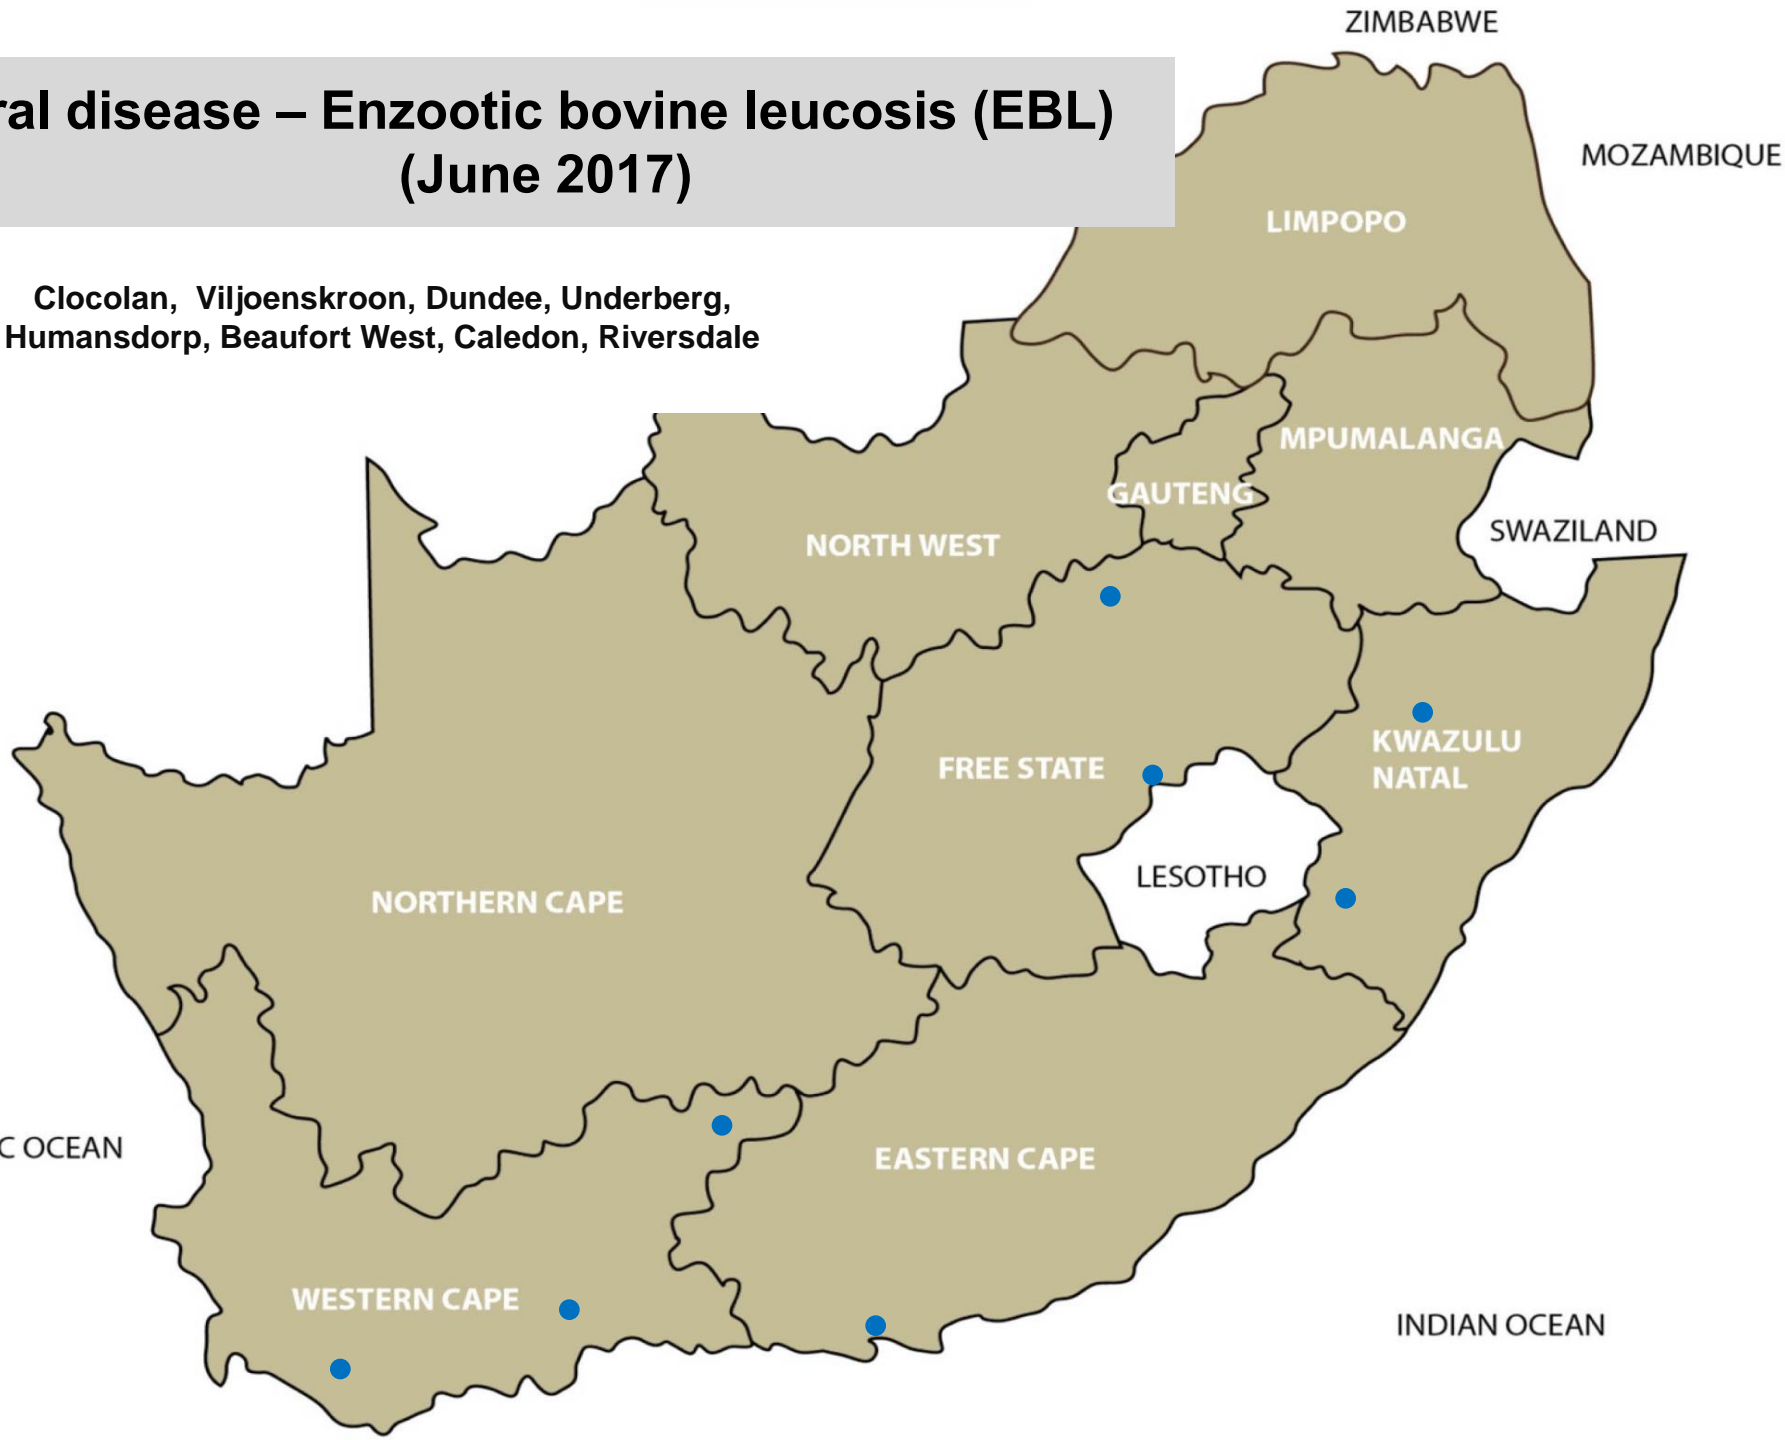 ZIMBABWE
ral disease – Enzootic bovine leucosis (EBL)
(June 2017)
MOZAMBIQUE
LIMPOPO
Clocolan, Viljoenskroon, Dundee, Underberg,
Humansdorp, Beaufort West, Caledon, Riversdale
MPUMALANGA
GAUTENG
SWAZILAND
NORTH WEST
KWAZULU
NATAL
FREE STATE
LESOTHO
NORTHERN CAPE
C OCEAN
EASTERN CAPE
WESTERN CAPE
INDIAN OCEAN